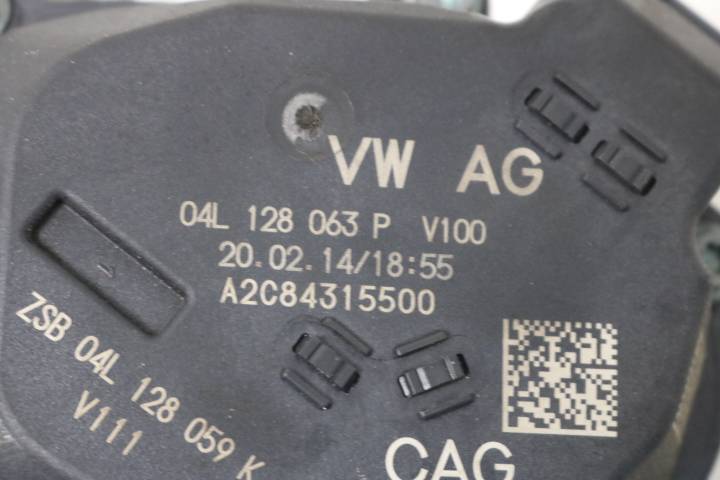 VW AG
04L 128 063 P V100
20.02.14/18:55
A2C84315500
ZSB 04L 128 059 K
V111
CAG